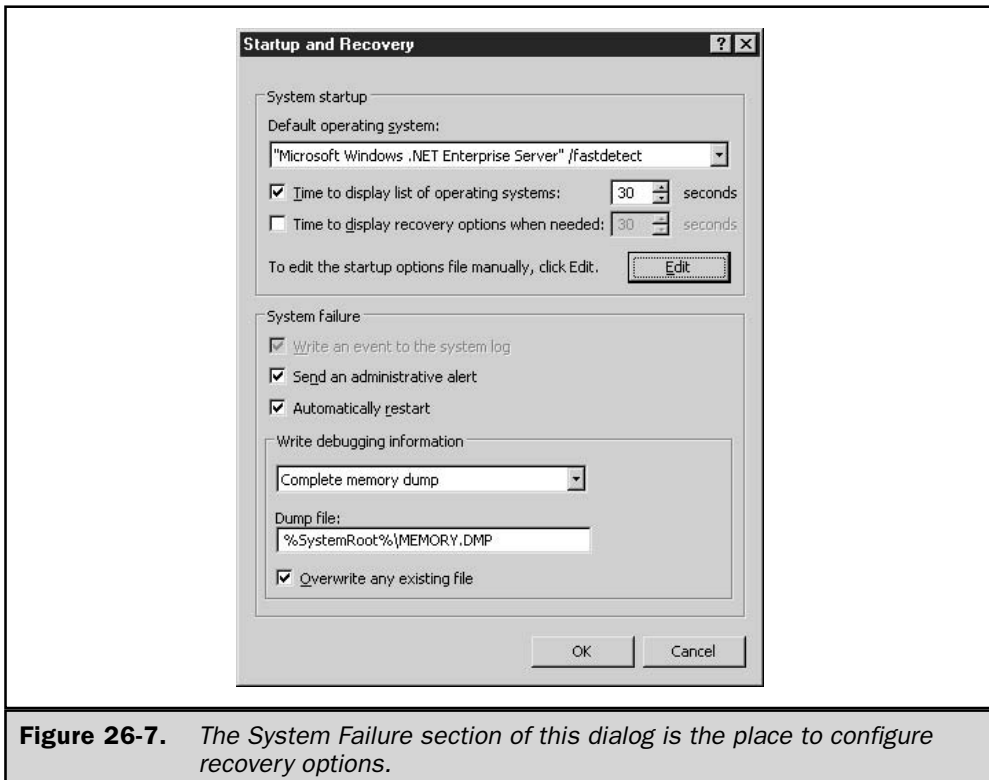 Startup and Recovery
System startup
Default operating system:
"Microsoft Windows .NET Enterprise Server" /fastdetect
Time to display list of operating systems: 30 seconds
Time to display recovery options when needed: 30 seconds
To edit the startup options file manually, click Edit. Edit
System failure
Write an event to the system log
Send an administrative alert
Automatically restart
Write debugging information
Complete memory dump
Dump file:
%SystemRoot%\MEMORY.DMP
Overwrite any existing file
OK Cancel
Figure 26-7. The System Failure section of this dialog is the place to configure
recovery options.